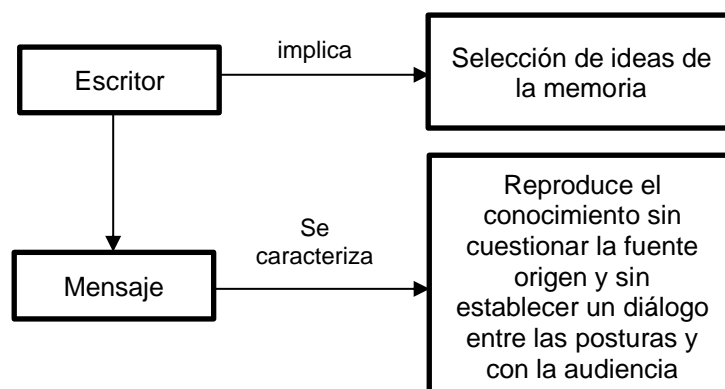 Escritor
implica
Selección de ideas de
la memoria
Mensaje
Se
caracteriza
Reproduce el
conocimiento sin
cuestionar la fuente
origen y sin
establecer un diálogo
entre las posturas y
con la audiencia